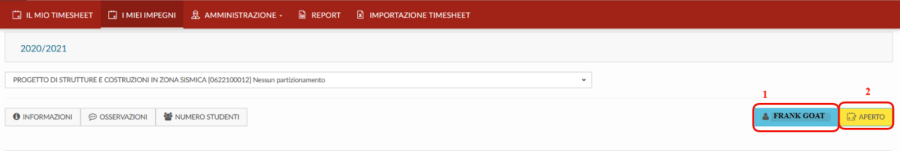 IL MIO TIMESHEET I MIEI IMPEGNI AMMINISTRAZIONE REPORT IMPORTAZIONE TIMESHEET
2020/2021
PROGETTO DI STRUTTURE E COSTRUZIONI IN ZONA SISMICA (0622100012) Nessun partizionamento
1 2
INFORMAZIONI OSSERVAZIONI NUMERO STUDENTI FRANK GOAT APERTO